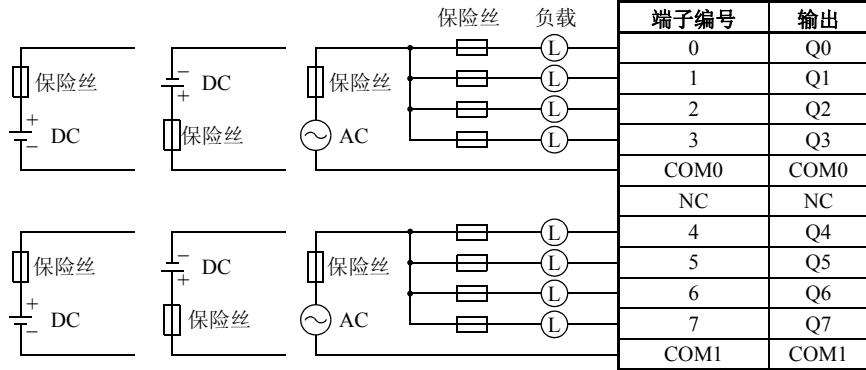 保险丝 负载 端子编号 输出
L 0 Q0
保险丝 DC 保险丝 L 1 Q1
L 2 Q2
DC 保险丝 AC L 3 Q3
COM0 COM0
NC NC
L 4 Q4
保险丝 DC 保险丝 L 5 Q5
L 6 Q6
DC 保险丝 AC L 7 Q7
COM1 COM1